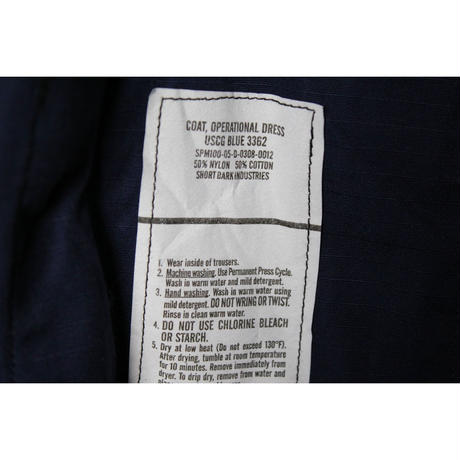 COAT, OPERATIONAL DRESS
USCG BLUE 3362
SPM100-05-D-0308-0012
50% NYLON 50% COTTON
SHORT BARK INDUSTRIES
1. Wear inside of trousers.
2. Machine washing. Use Permanent Press Cycle.
Wash in warm water and mild detergent.
3. Hand washing. Wash in warm water using
mild detergent. DO NOT WRING OR TWIST.
Rinse in clean warm water.
4. DO NOT USE CHLORINE BLEACH
OR STARCH.
5. Dry at low heat (Do not exceed 130°F).
After drying, tumble at room temperature
for 10 minutes. Remove immediately from
dryer. To drip dry, remove from water and